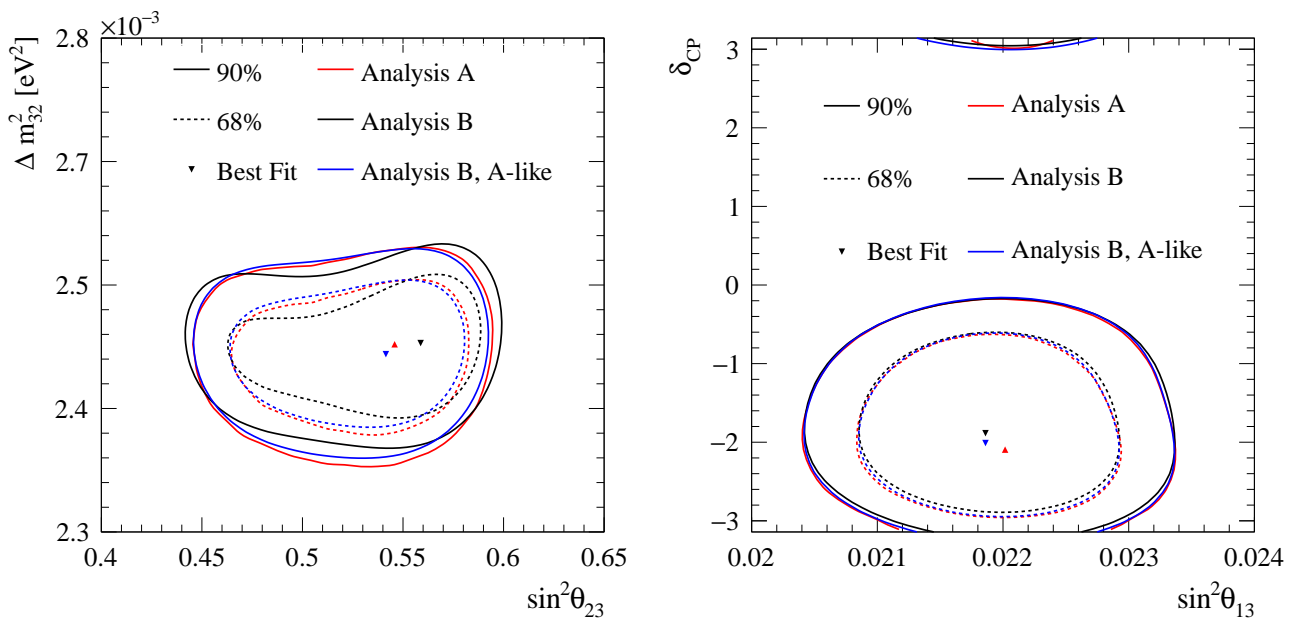 ×10⁻³
2.8
2.7
2.5
2.4
2.3
Δ m²₃₂ [eV²]
90%
Analysis A
68%
Analysis B
Best Fit
Analysis B, A-like
0.4
0.45
0.5
0.55
0.6
0.65
sin²θ₂₃
δCP
3
2
1
0
−1
−2
−3
90%
Analysis A
68%
Analysis B
Best Fit
Analysis B, A-like
0.02
0.021
0.022
0.023
0.024
sin²θ₁₃